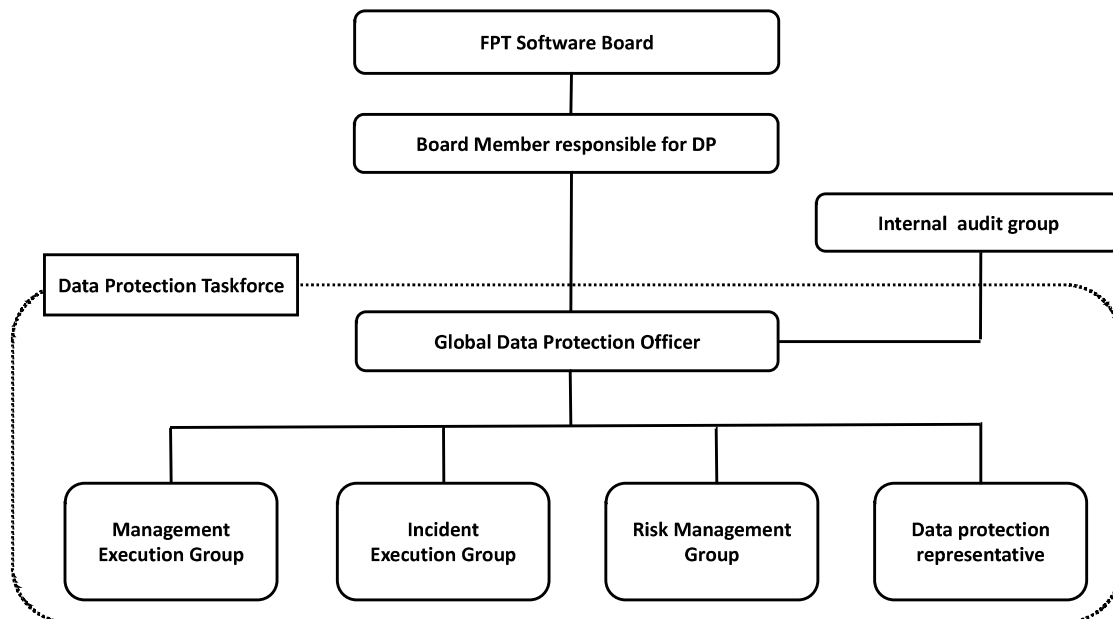 FPT Software Board
Board Member responsible for DP
Internal audit group
Data Protection Taskforce
Global Data Protection Officer
Management
Execution Group
Incident
Execution Group
Risk Management
Group
Data protection
representative